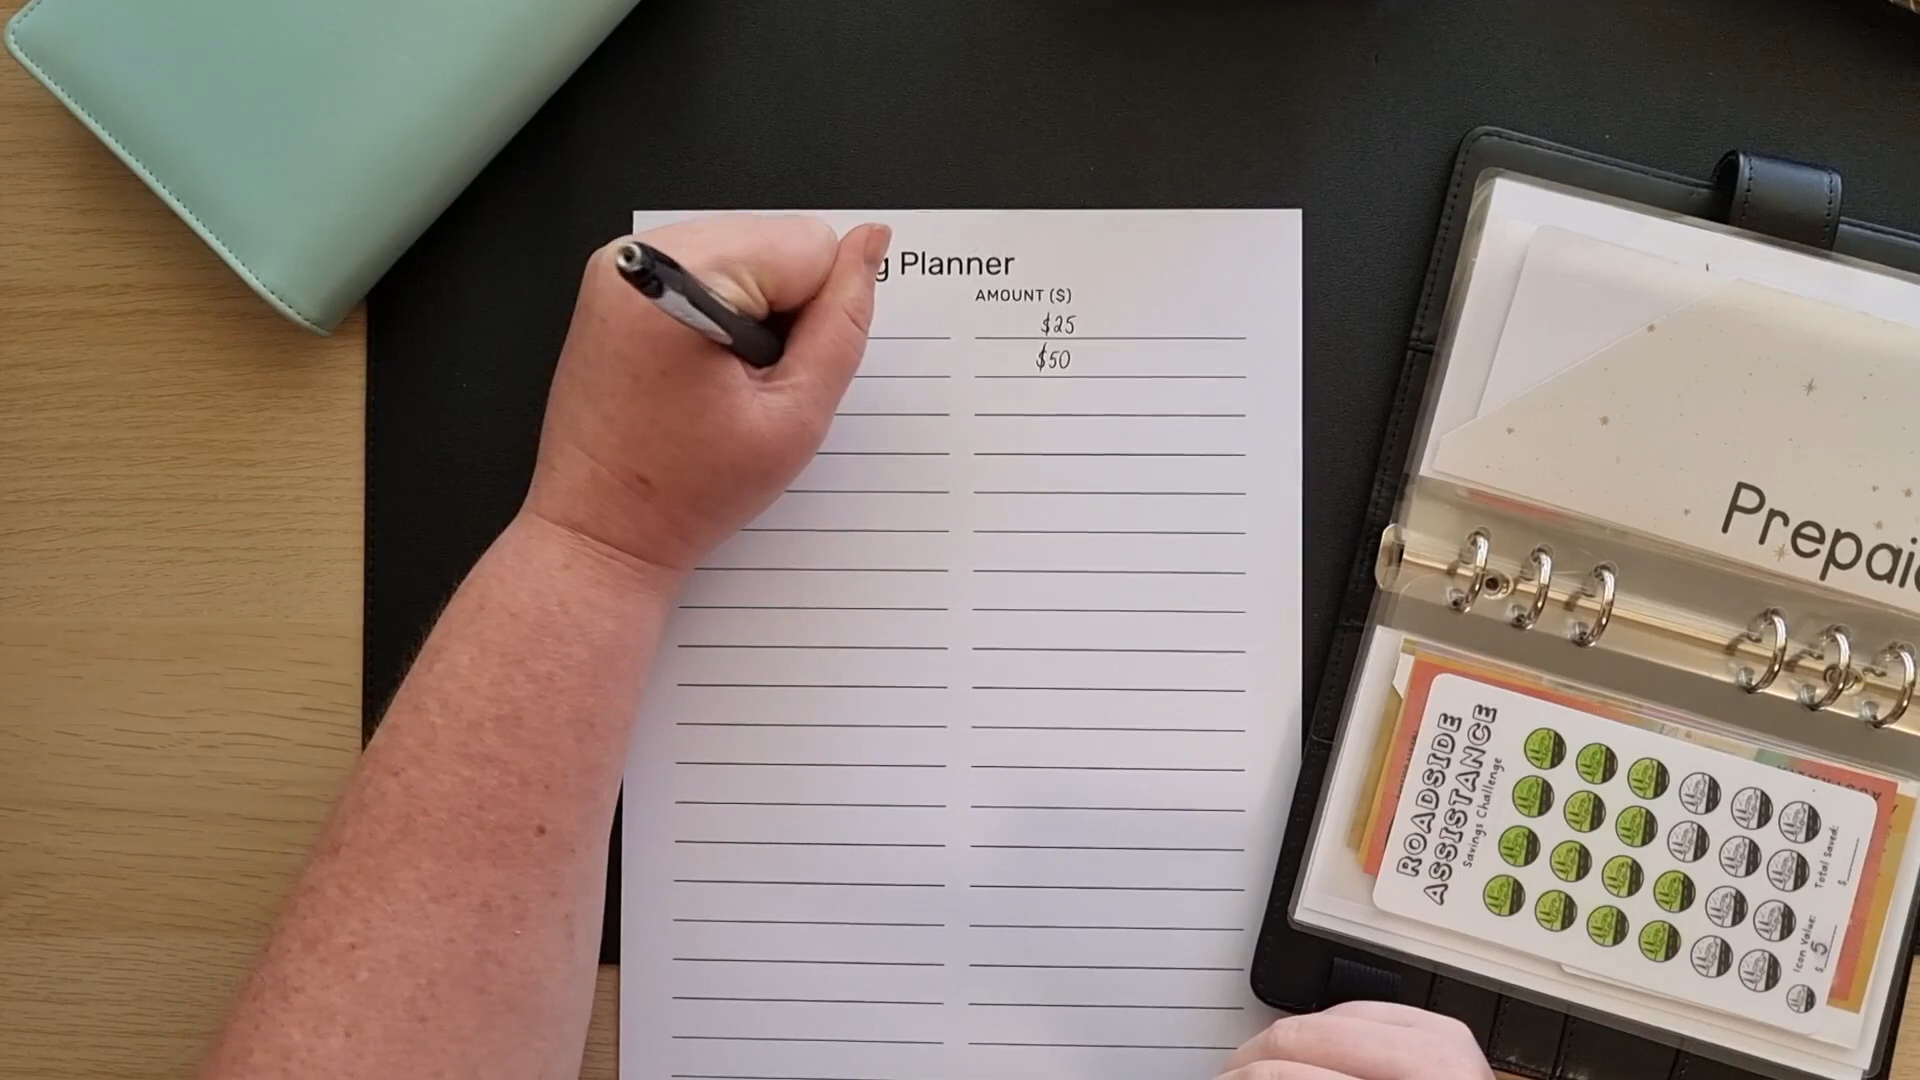 g Planner
AMOUNT ($)
$25
$50
Prepaid
ROADSIDE
ASSISTANCE
Savings Challenge
Total Saved:
$
Icon Value:
$ 5